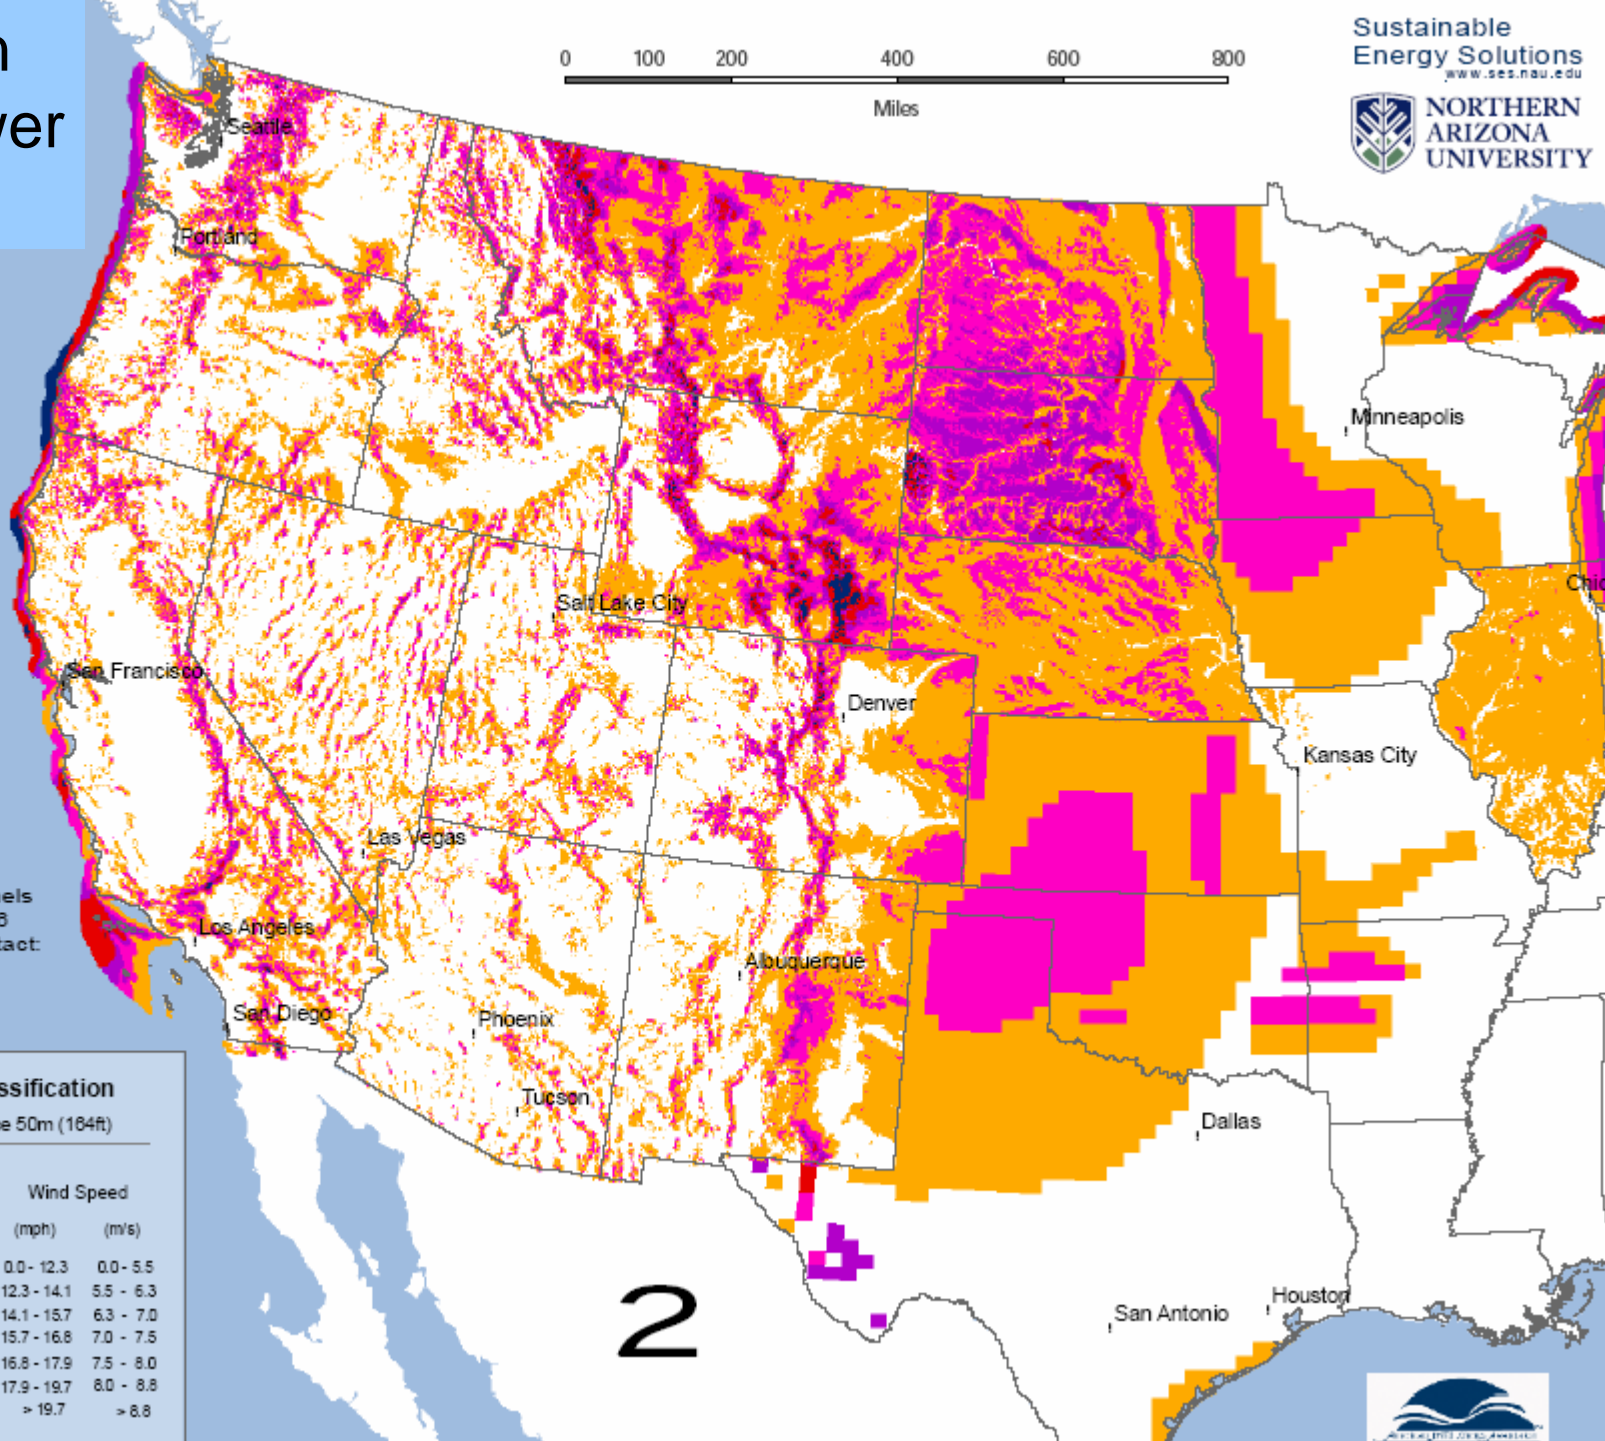 n
wer
0 100 200 400 600 800
Miles
Sustainable
Energy Solutions
www.ses.nau.edu
NORTHERN
ARIZONA
UNIVERSITY
Seattle
Portland
Minneapolis
Chic
Salt Lake City
San Francisco
Denver
Kansas City
Las Vegas
Los Angeles
Albuquerque
San Diego
Phoenix
Tucson
Dallas
Houston
San Antonio
2
els
tact:
ssification
e 50m (164ft)
Wind Speed
(mph) (m/s)
0.0 - 12.3 0.0 - 5.5
12.3 - 14.1 5.5 - 6.3
14.1 - 15.7 6.3 - 7.0
15.7 - 16.8 7.0 - 7.5
16.8 - 17.9 7.5 - 8.0
17.9 - 19.7 8.0 - 8.8
> 19.7 > 8.8